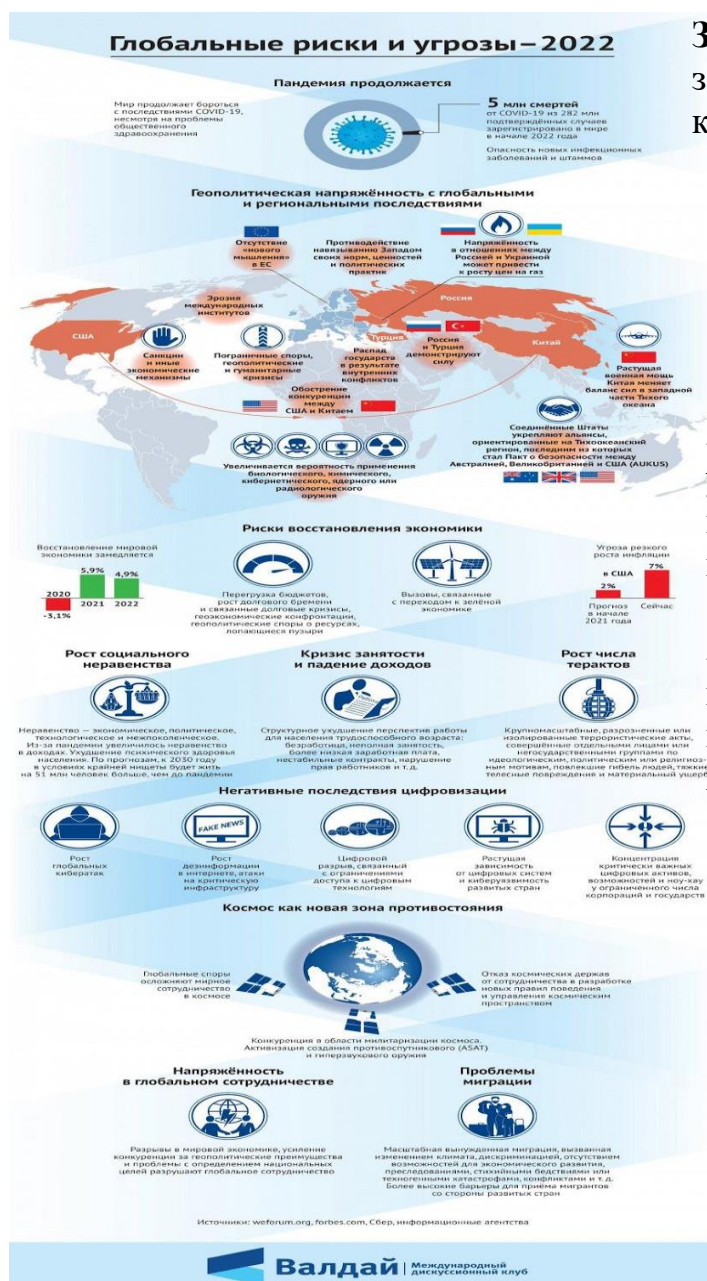 Глобальные риски и угрозы–2022
З
з
к
Пандемия продолжается
Мир продолжает бороться
с последствиями COVID-19,
несмотря на проблемы
общественного
здравоохранения
5 млн смертей
от COVID-19 из 282 млн
подтверждённых случаев
зарегистрировано в мире
в начале 2022 года
Опасность новых инфекционных
заболеваний и штаммов
Геополитическая напряжённость с глобальными
и региональными последствиями
Отсутствие
«нового
мышления»
в ЕС
Противодействие
навязыванию Западом
своих норм, ценностей
и политических
практик
Напряжённость
в отношениях между
Россией и Украиной
может привести
к росту цен на газ
Эрозия
международных
институтов
Россия
США
Турция
Китай
Санкции
и иные
экономические
механизмы
Пограничные споры,
геополитические
и гуманитарные
кризисы
Распад
государств
в результате
внутренних
конфликтов
Россия
и Турция
демонстрируют
силу
Растущая
военная мощь
Китая меняет
баланс сил в западной
части Тихого
океана
Обострение
конкуренции
между
США и Китаем
Соединённые Штаты
укрепляют альянсы,
ориентированные на Тихоокеанский
регион, последним из которых
стал Пакт о безопасности между
Австралией, Великобританией и США (AUKUS)
Увеличивается вероятность применения
биологического, химического,
кибернетического, ядерного или
радиологического
оружия
Риски восстановления экономики
Восстановление мировой
экономики замедляется
2020
-3,1%
5,9%
2021
4,9%
2022
Перегрузка бюджетов,
рост долгового бремени
и связанные долговые кризисы,
геоэкономические конфронтации,
геополитические споры о ресурсах,
лопающиеся пузыри
Вызовы, связанные
с переходом к зелёной
экономике
Угроза резкого
роста инфляции
в США
2%
7%
Прогноз
в начале
2021 года
Сейчас
Рост социального
неравенства
Неравенство — экономическое, политическое,
технологическое и межпоколенческое.
Из-за пандемии увеличилось неравенство
в доходах. Ухудшение психического здоровья
населения. По прогнозам, к 2030 году
в условиях крайней нищеты будет жить
на 51 млн человек больше, чем до пандемии
Кризис занятости
и падение доходов
Структурное ухудшение перспектив работы
для населения трудоспособного возраста:
безработица, неполная занятость,
более низкая заработная плата,
нестабильные контракты, нарушение
прав работников и т. д.
Рост числа
терактов
Крупномасштабные, разрозненные или
изолированные террористические акты,
совершённые отдельными лицами или
негосударственными группами по
идеологическим, политическим или религиоз-
ным мотивам, повлекшие гибель людей, тяжкие
телесные повреждения и материальный ущерб
Негативные последствия цифровизации
FAKE NEWS
Рост
глобальных
кибератак
Рост
дезинформации
в интернете, атаки
на критическую
инфраструктуру
Цифровой
разрыв, связанный
с ограничениями
доступа к цифровым
технологиям
Растущая
зависимость
от цифровых систем
и киберуязвимость
развитых стран
Концентрация
критически важных
цифровых активов,
возможностей и ноу-хау
у ограниченного числа
корпораций и государств
Космос как новая зона противостояния
Глобальные споры
осложняют мирное
сотрудничество
в космосе
Отказ космических держав
от сотрудничества в разработке
новых правил поведения
и управления космическим
пространством
Конкуренция в области милитаризации космоса.
Активизация создания противоспутникового (ASAT)
и гиперзвукового оружия
Напряжённость
в глобальном сотрудничестве
Разрывы в мировой экономике, усиление
конкуренции за геополитические преимущества
и проблемы с определением национальных
целей разрушают глобальное сотрудничество
Проблемы
миграции
Масштабная вынужденная миграция, вызванная
изменением климата, дискриминацией, отсутствием
возможностей для экономического развития,
преследованиями, стихийными бедствиями или
техногенными катастрофами, конфликтами и т. д.
Более высокие барьеры для приёма мигрантов
со стороны развитых стран
Источники: weforum.org, forbes.com, Сбер, информационные агентства
Валдай
Международный
дискуссионный клуб